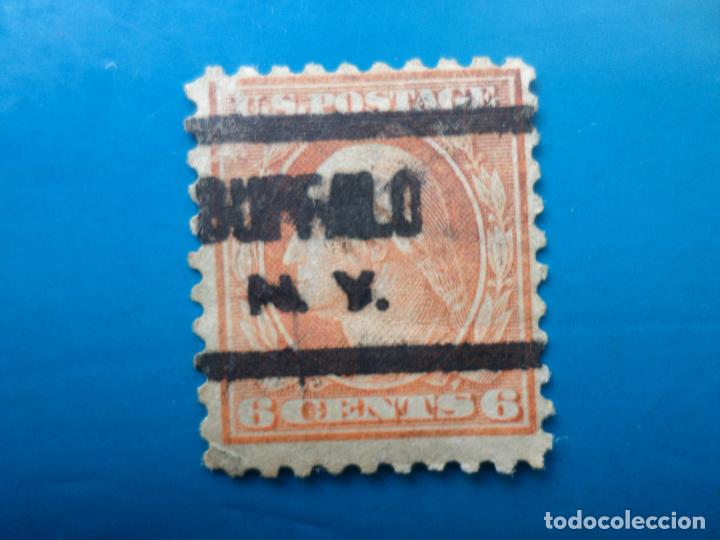 U.S.POSTAGE
BUFFALO
N. Y.
6 CENTS 6
todocoleccion